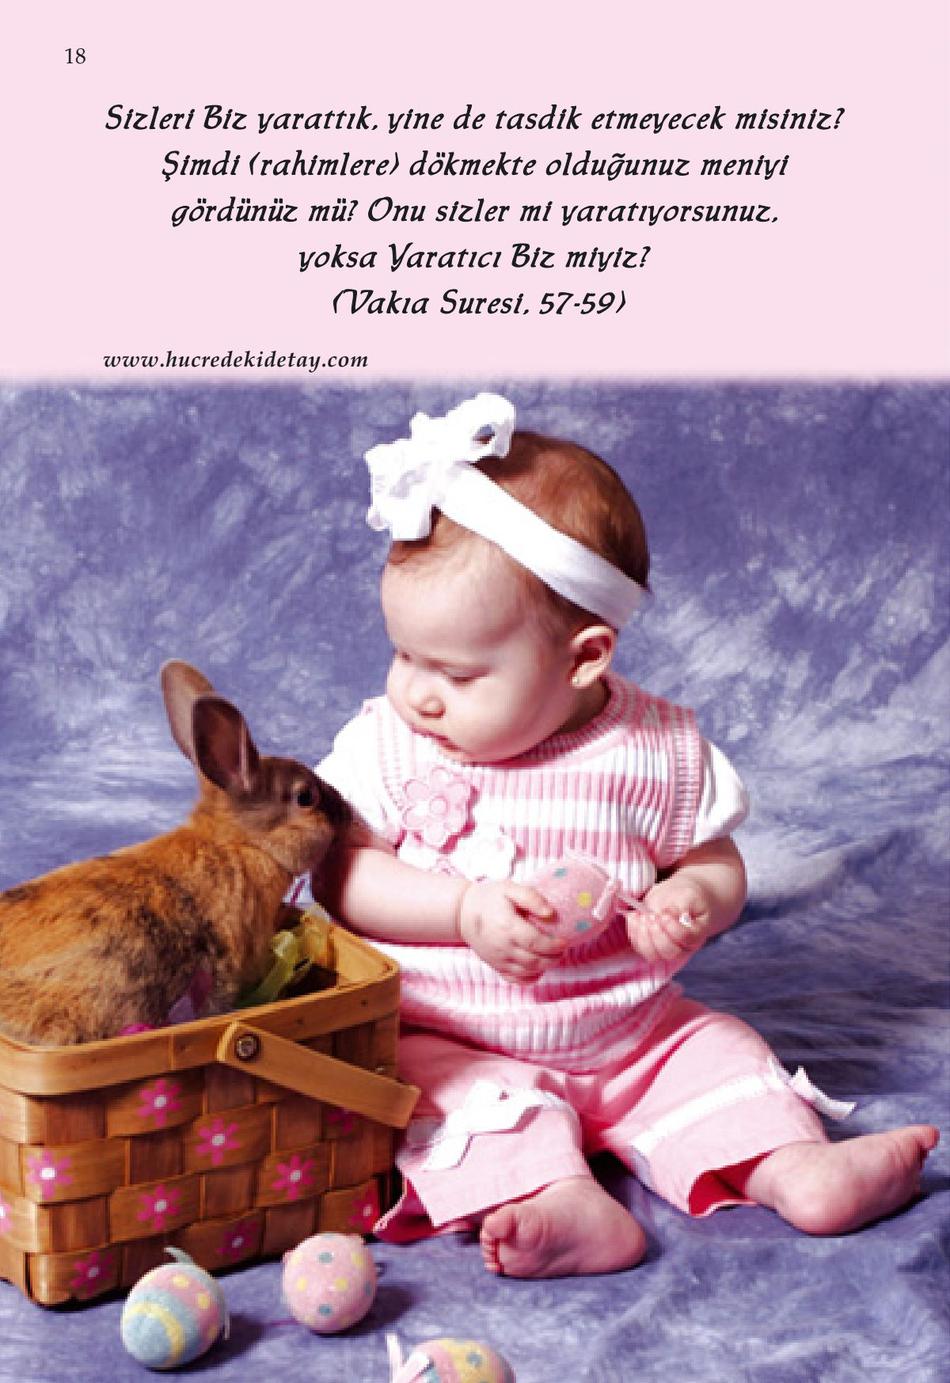 18
Sizleri Biz yarattık, yine de tasdik etmeyecek misiniz?
Şimdi (rahimlere) dökmekte olduğunuz meniyi
gördünüz mü? Onu sizler mi yaratıyorsunuz,
yoksa Yaratıcı Biz miyiz?
(Vakıa Suresi, 57-59)
www.hucredekidetay.com